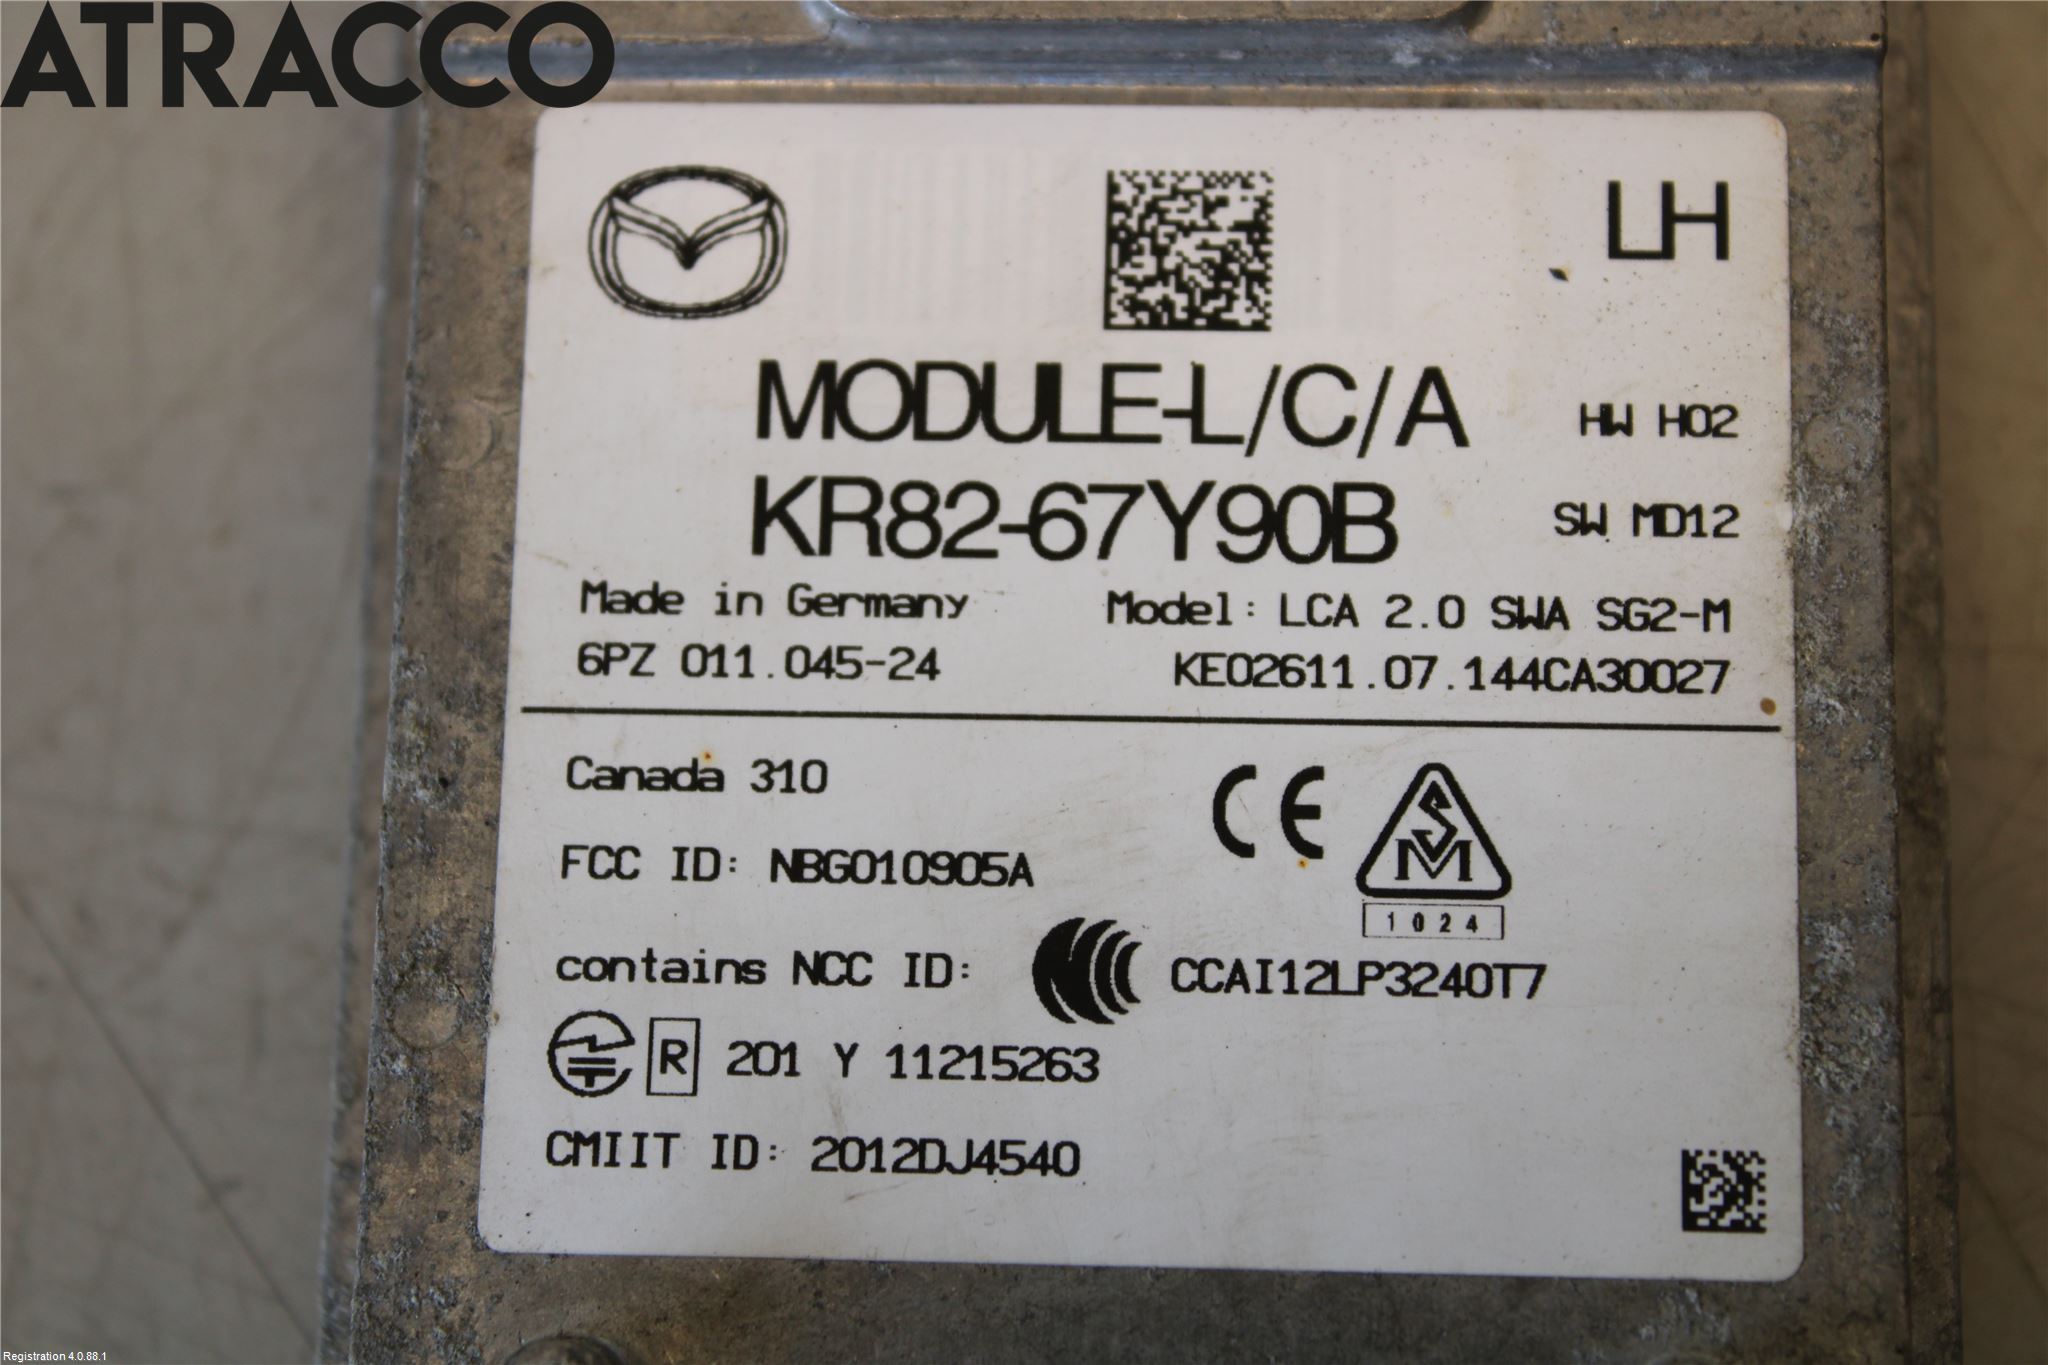 ATRACCO
LH
MODULE-L/C/A HW H02
KR82-67Y90B SW MD12
Made in Germany Model: LCA 2.0 SWA SG2-M
6PZ 011.045-24 KE02611.07.144CA30027
Canada 310
CE
S
M
FCC ID: NBG010905A
1024
contains NCC ID: CCAI12LP3240T7
R 201 Y 11215263
CMIIT ID: 2012DJ4540
Registration 4.0.88.1